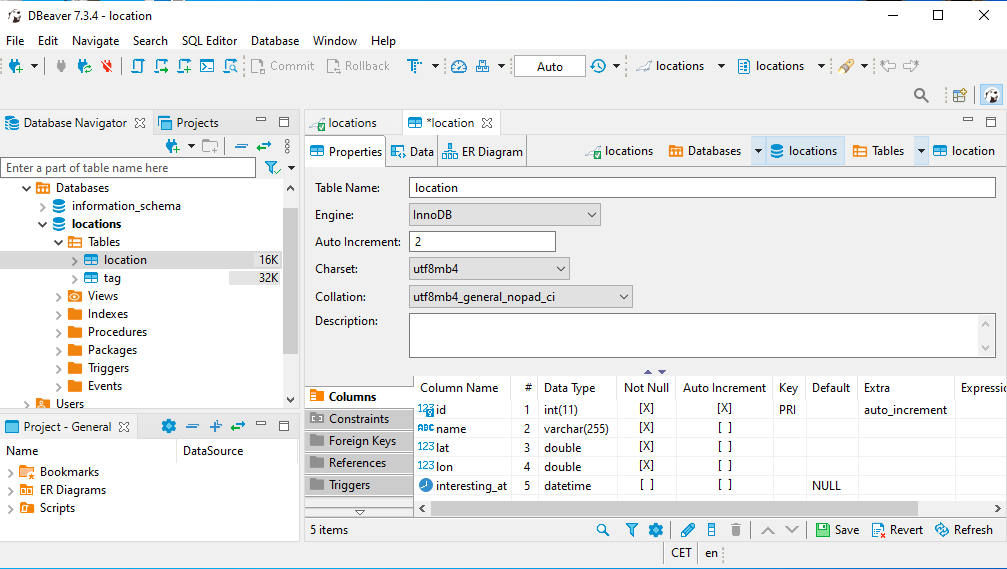 DBeaver 7.3.4 - location
File Edit Navigate Search SQL Editor Database Window Help
Commit Rollback Auto locations locations
Database Navigator Projects
Enter a part of table name here
Databases
information_schema
locations
Tables
location 16K
tag 32K
Views
Indexes
Procedures
Packages
Triggers
Events
Users
Project - General
Name DataSource
Bookmarks
ER Diagrams
Scripts
locations *location
Properties Data ER Diagram locations Databases locations Tables location
Table Name: location
Engine: InnoDB
Auto Increment: 2
Charset: utf8mb4
Collation: utf8mb4_general_nopad_ci
Description:
Columns
Constraints
Foreign Keys
References
Triggers
Column Name # Data Type Not Null Auto Increment Key Default Extra Expressio
123 id 1 int(11) [X] [X] PRI auto_increment
ABC name 2 varchar(255) [X] [ ]
123 lat 3 double [X] [ ]
123 lon 4 double [X] [ ]
interesting_at 5 datetime [ ] [ ] NULL
5 items Save Revert Refresh
CET en